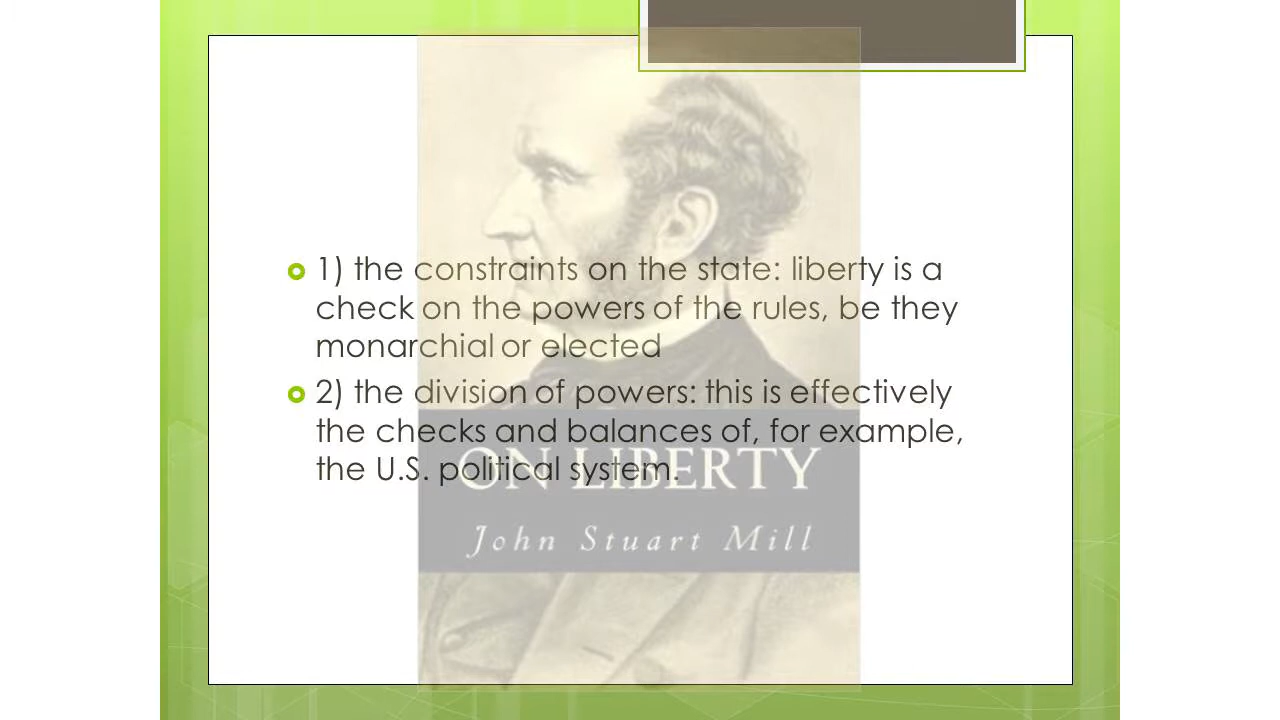 1) the constraints on the state: liberty is a
check on the powers of the rules, be they
monarchial or elected
2) the division of powers: this is effectively
the checks and balances of, for example,
the U.S. political system.
ON LIBERTY
John Stuart Mill